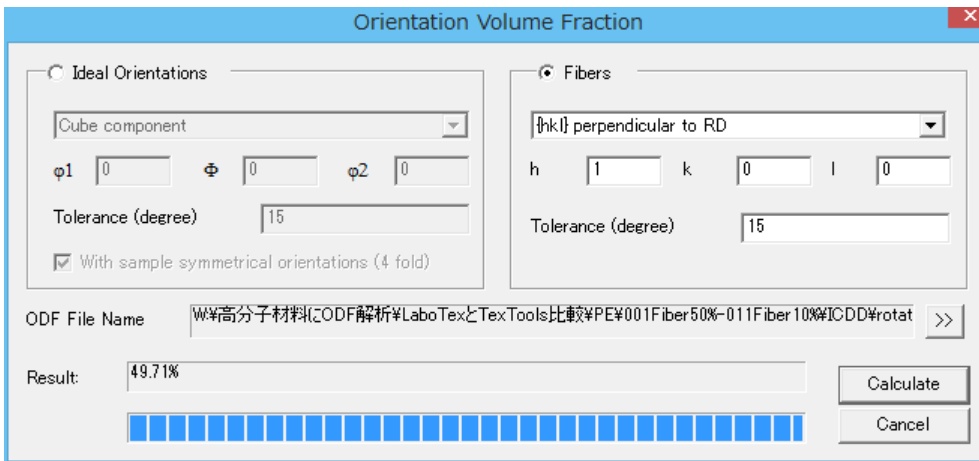 Orientation Volume Fraction
Ideal Orientations
Cube component
φ1 0 Φ 0 φ2 0
Tolerance (degree) 15
With sample symmetrical orientations (4 fold)
Fibers
{hkl} perpendicular to RD
h 1 k 0 l 0
Tolerance (degree) 15
ODF File Name W:¥高分子材料にODF解析¥LaboTexとTexTools比較¥PE¥001Fiber50%-011Fiber10%¥ICDD¥rotat >>
Result: 49.71%
Calculate
Cancel